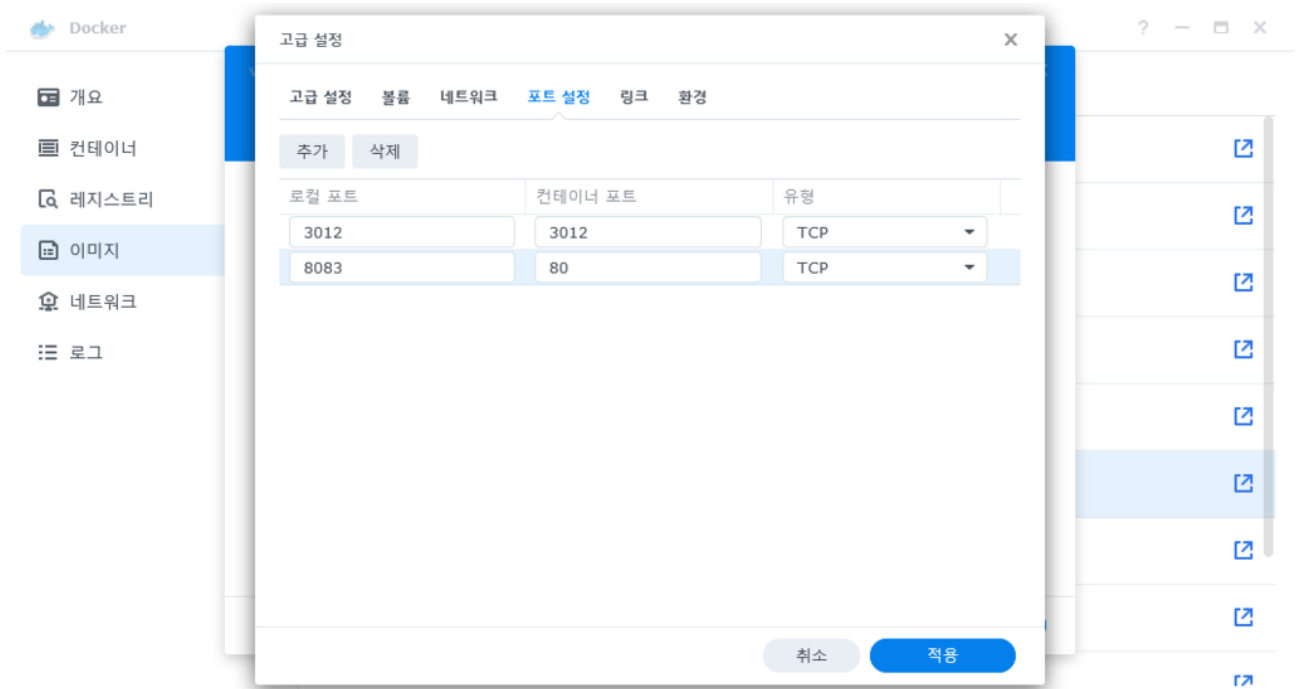 Docker
?
고급 설정
고급 설정 볼륨 네트워크 포트 설정 링크 환경
추가 삭제
로컬 포트 컨테이너 포트 유형
3012 3012 TCP
8083 80 TCP
취소 적용
개요
컨테이너
레지스트리
이미지
네트워크
로그